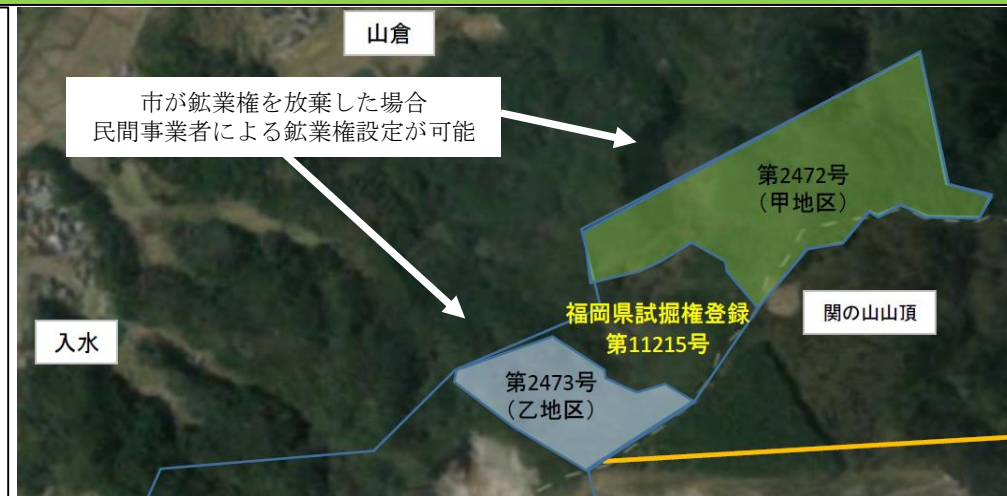 山倉
市が鉱業権を放棄した場合
民間事業者による鉱業権設定が可能
第2472号
（甲地区）
福岡県試掘権登録
第11215号
関の山山頂
入水
第2473号
（乙地区）